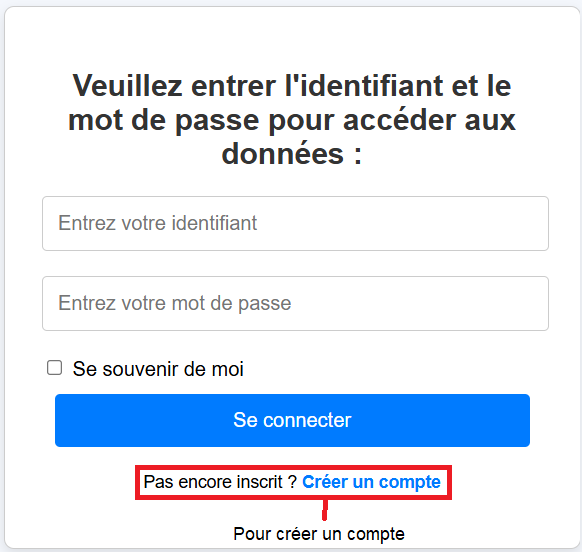 Veuillez entrer l'identifiant et le
mot de passe pour accéder aux
données :
Entrez votre identifiant
Entrez votre mot de passe
Se souvenir de moi
Se connecter
Pas encore inscrit ? Créer un compte
Pour créer un compte